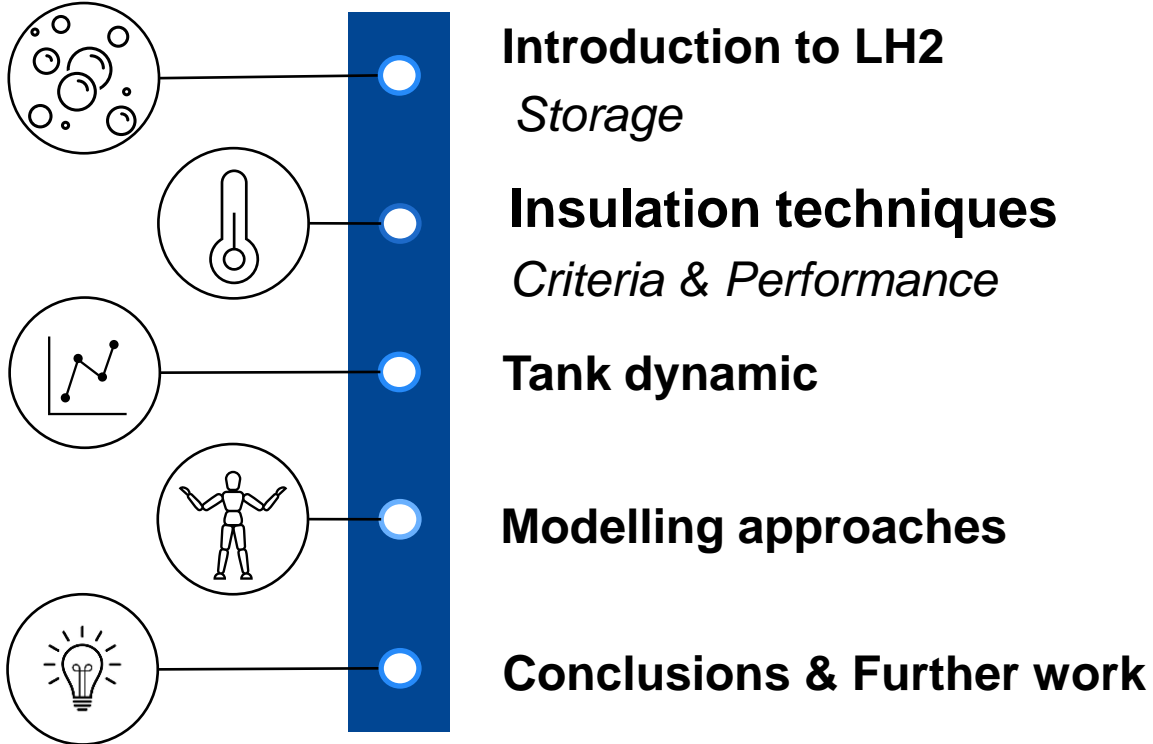 Introduction to LH2
Storage
Insulation techniques
Criteria & Performance
Tank dynamic
Modelling approaches
Conclusions & Further work